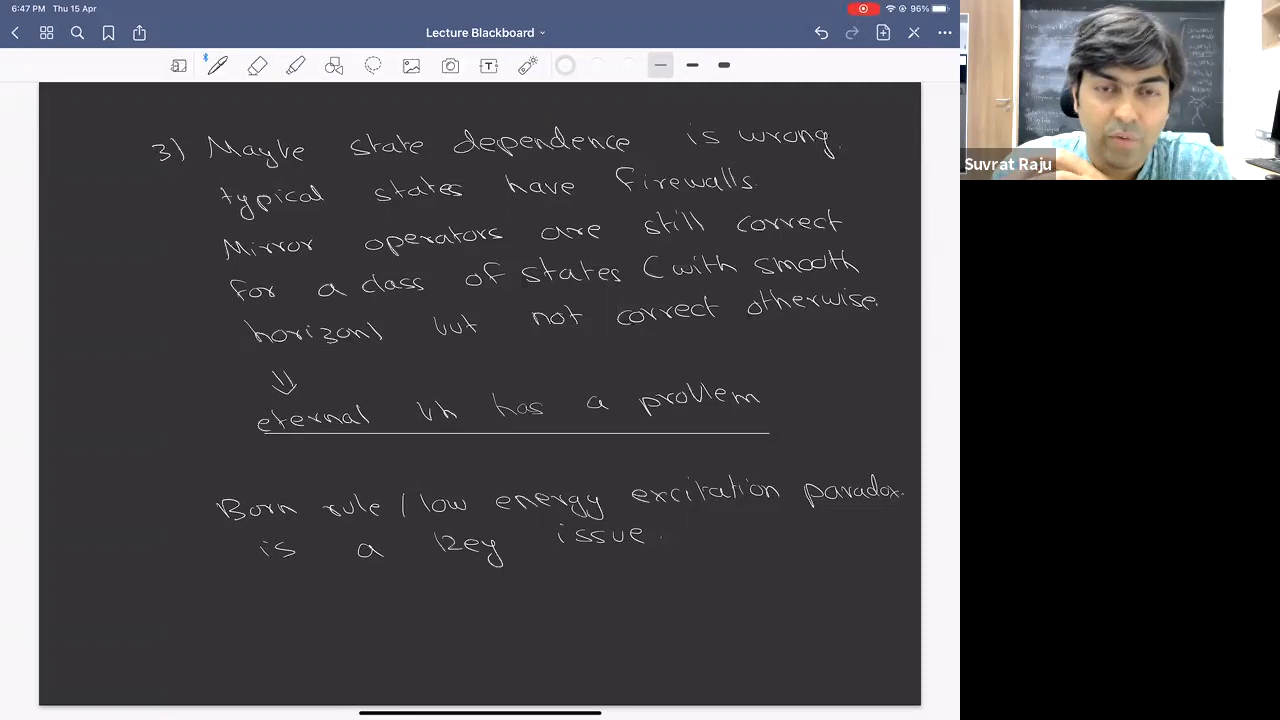 6:47 PM Thu 15 Apr
96%
Lecture Blackboard
Suvrat Raju
3) Maybe state dependence is wrong.
typical states have firewalls.
Mirror operators are still correct
for a class of states (with smooth
horizon) but not correct otherwise.
⇓
eternal bh has a problem
Born rule / low energy excitation paradox.
is a key issue.